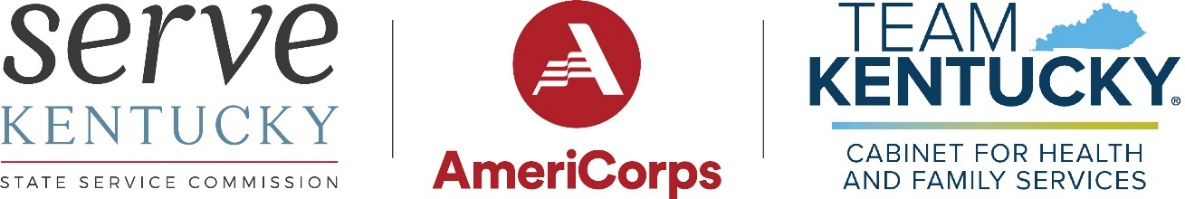 serve
KENTUCKY
STATE SERVICE COMMISSION
AmeriCorps
TEAM
KENTUCKY®
CABINET FOR HEALTH
AND FAMILY SERVICES